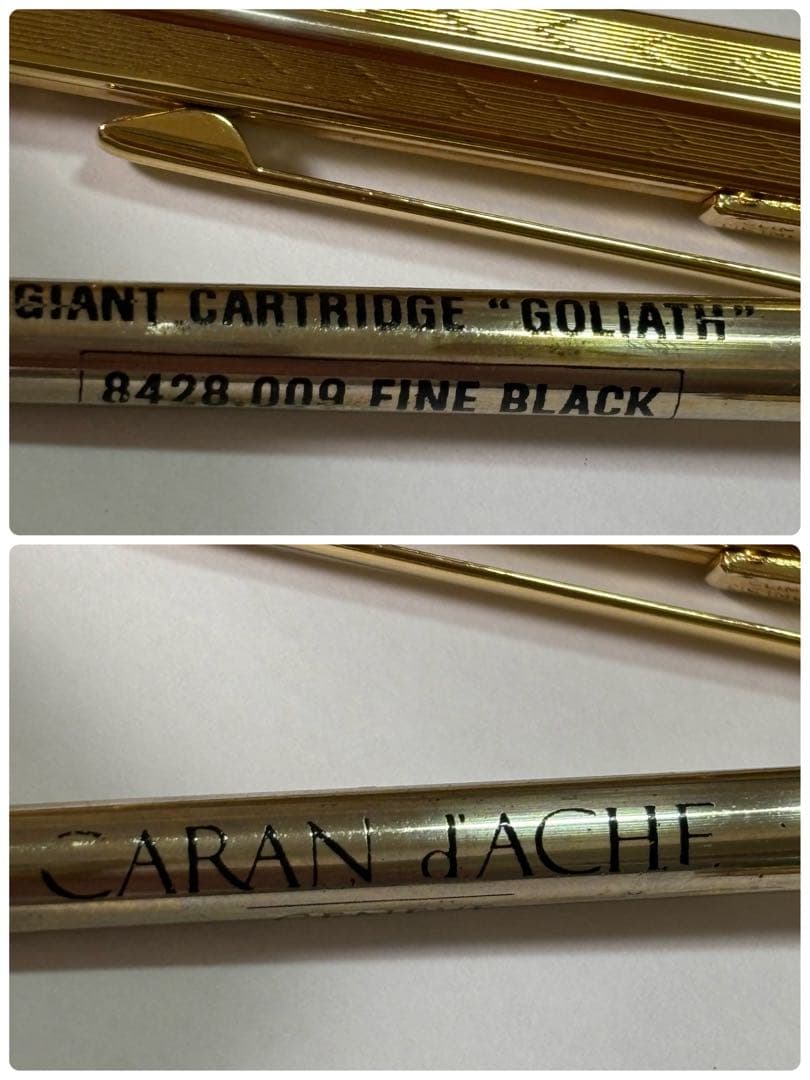 GIANT CARTRIDGE “GOLIATH”
8428.009 FINE BLACK
CARAN d'ACHE